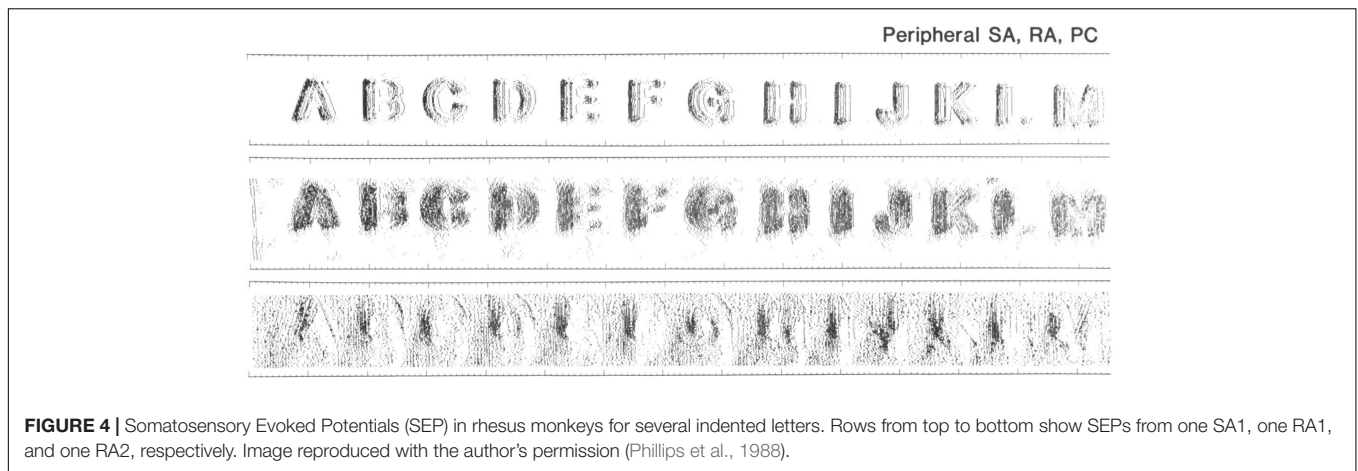 Peripheral SA, RA, PC
A B C D E F G H I J K L M
A B C D E F G H I J K L M
A B C D E F G H I J K L M
FIGURE 4 | Somatosensory Evoked Potentials (SEP) in rhesus monkeys for several indented letters. Rows from top to bottom show SEPs from one SA1, one RA1,
and one RA2, respectively. Image reproduced with the author's permission (Phillips et al., 1988).